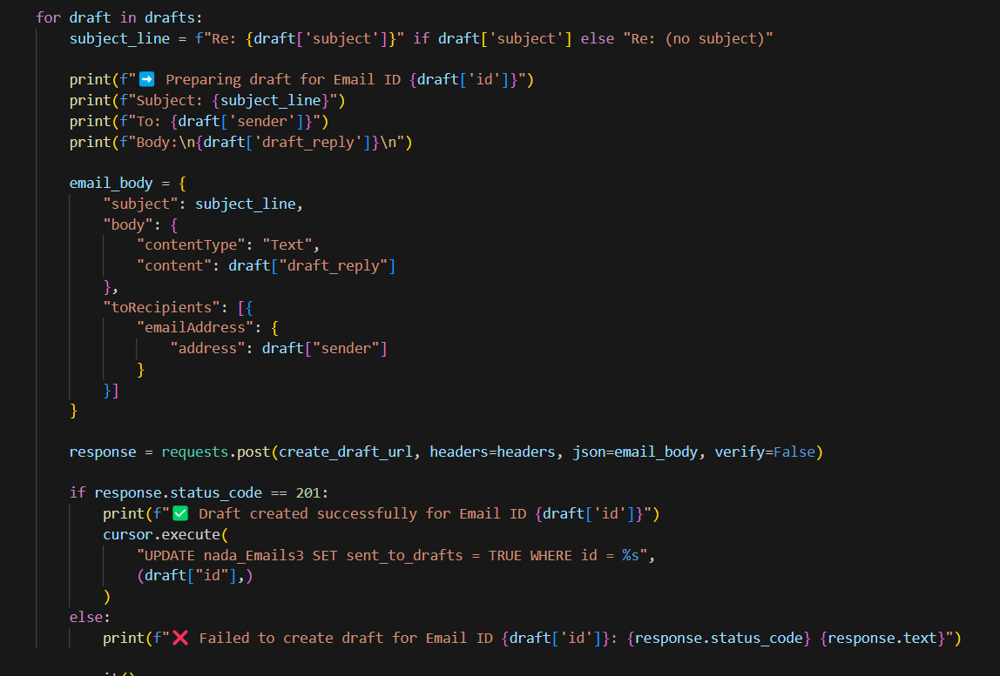 for draft in drafts:
    subject_line = f"Re: {draft['subject']}" if draft['subject'] else "Re: (no subject)"
    print(f"➡️ Preparing draft for Email ID {draft['id']}")
    print(f"Subject: {subject_line}")
    print(f"To: {draft['sender']}")
    print(f"Body:\n{draft['draft_reply']}\n")
    email_body = {
        "subject": subject_line,
        "body": {
            "contentType": "Text",
            "content": draft["draft_reply"]
        },
        "toRecipients": [{
            "emailAddress": {
                "address": draft["sender"]
            }
        }]
    }
    response = requests.post(create_draft_url, headers=headers, json=email_body, verify=False)
    if response.status_code == 201:
        print(f"✅ Draft created successfully for Email ID {draft['id']}")
        cursor.execute(
            "UPDATE nada_Emails3 SET sent_to_drafts = TRUE WHERE id = %s",
            (draft["id"],)
        )
    else:
        print(f"❌ Failed to create draft for Email ID {draft['id']}: {response.status_code} {response.text}")